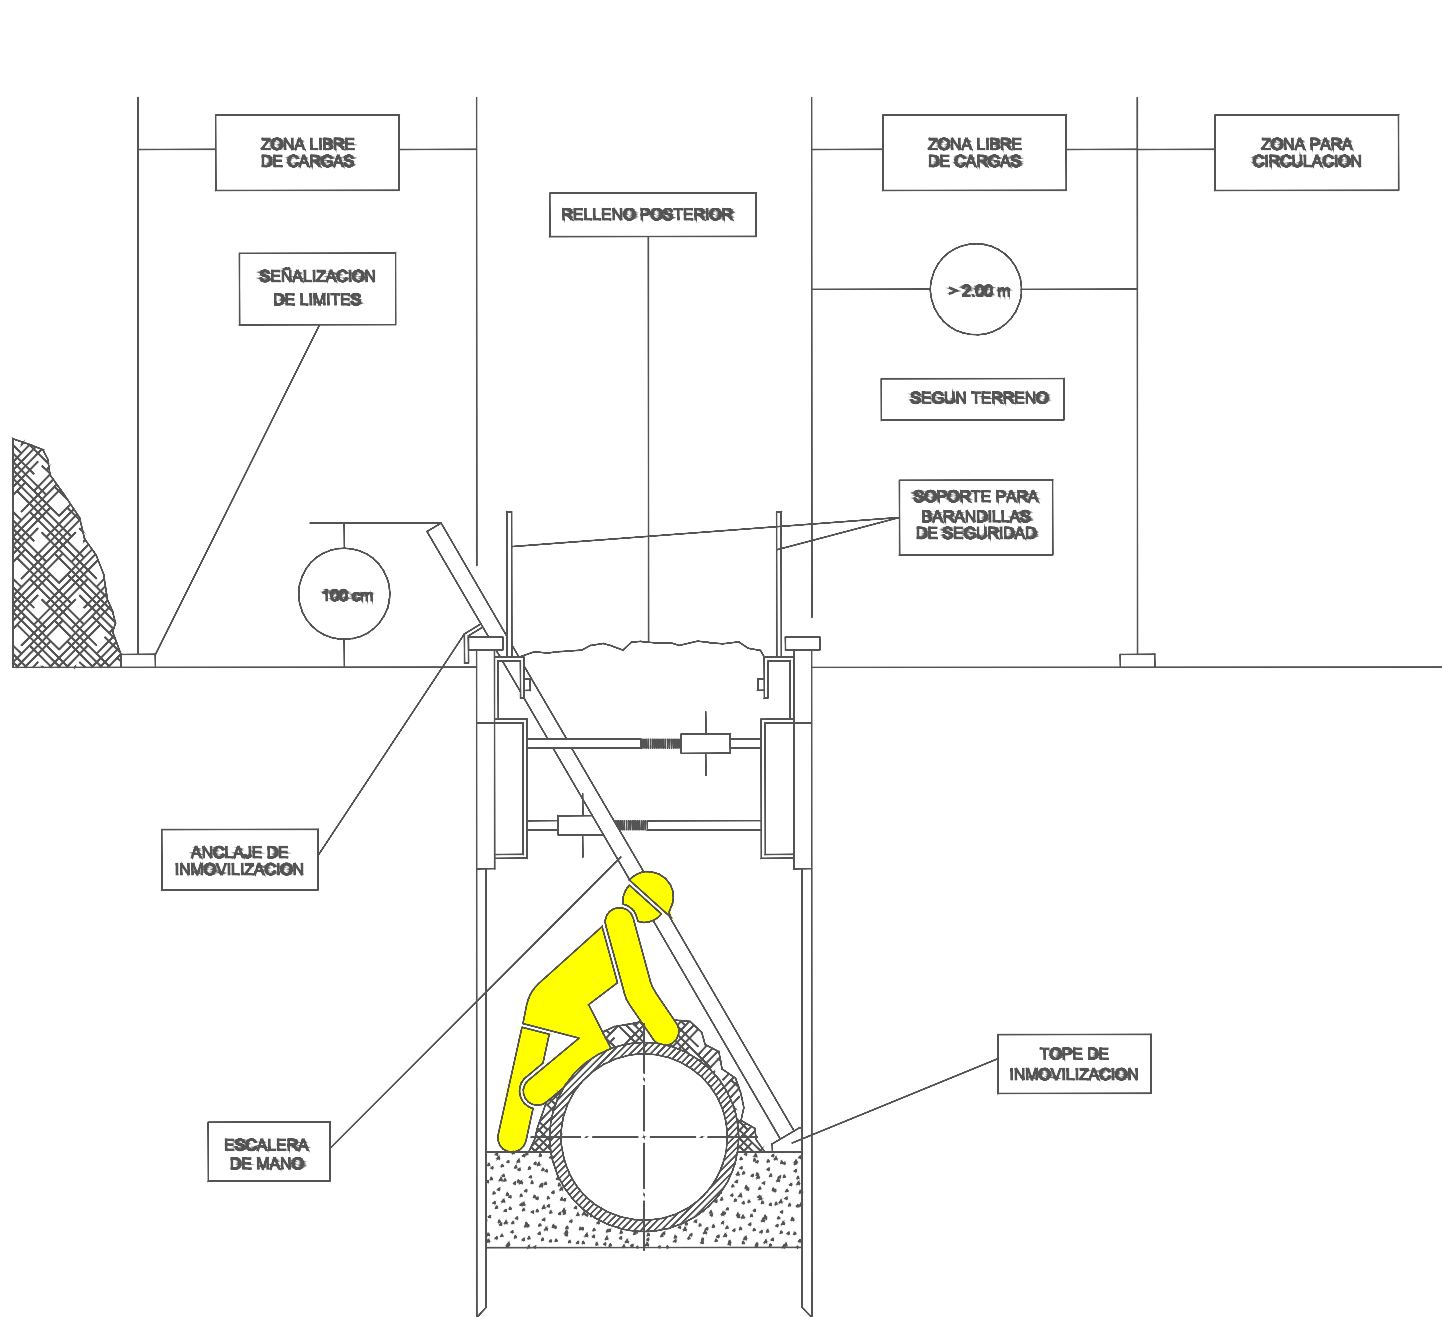 ZONA LIBRE
DE CARGAS
ZONA LIBRE
DE CARGAS
ZONA PARA
CIRCULACION
RELLENO POSTERIOR
SEÑALIZACION
DE LIMITES
> 2.00 m
SEGUN TERRENO
SOPORTE PARA
BARANDILLAS
DE SEGURIDAD
100 cm
ANCLAJE DE
INMOVILIZACION
TOPE DE
INMOVILIZACION
ESCALERA
DE MANO